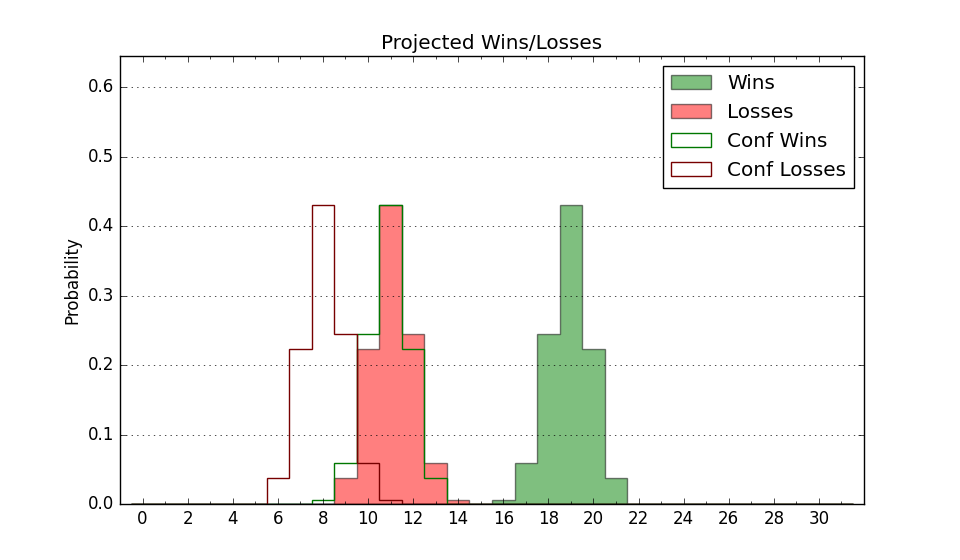 Projected Wins/Losses
Wins
Losses
Conf Wins
Conf Losses
Probability
0.6
0.5
0.4
0.3
0.2
0.1
0.0
0 2 4 6 8 10 12 14 16 18 20 22 24 26 28 30